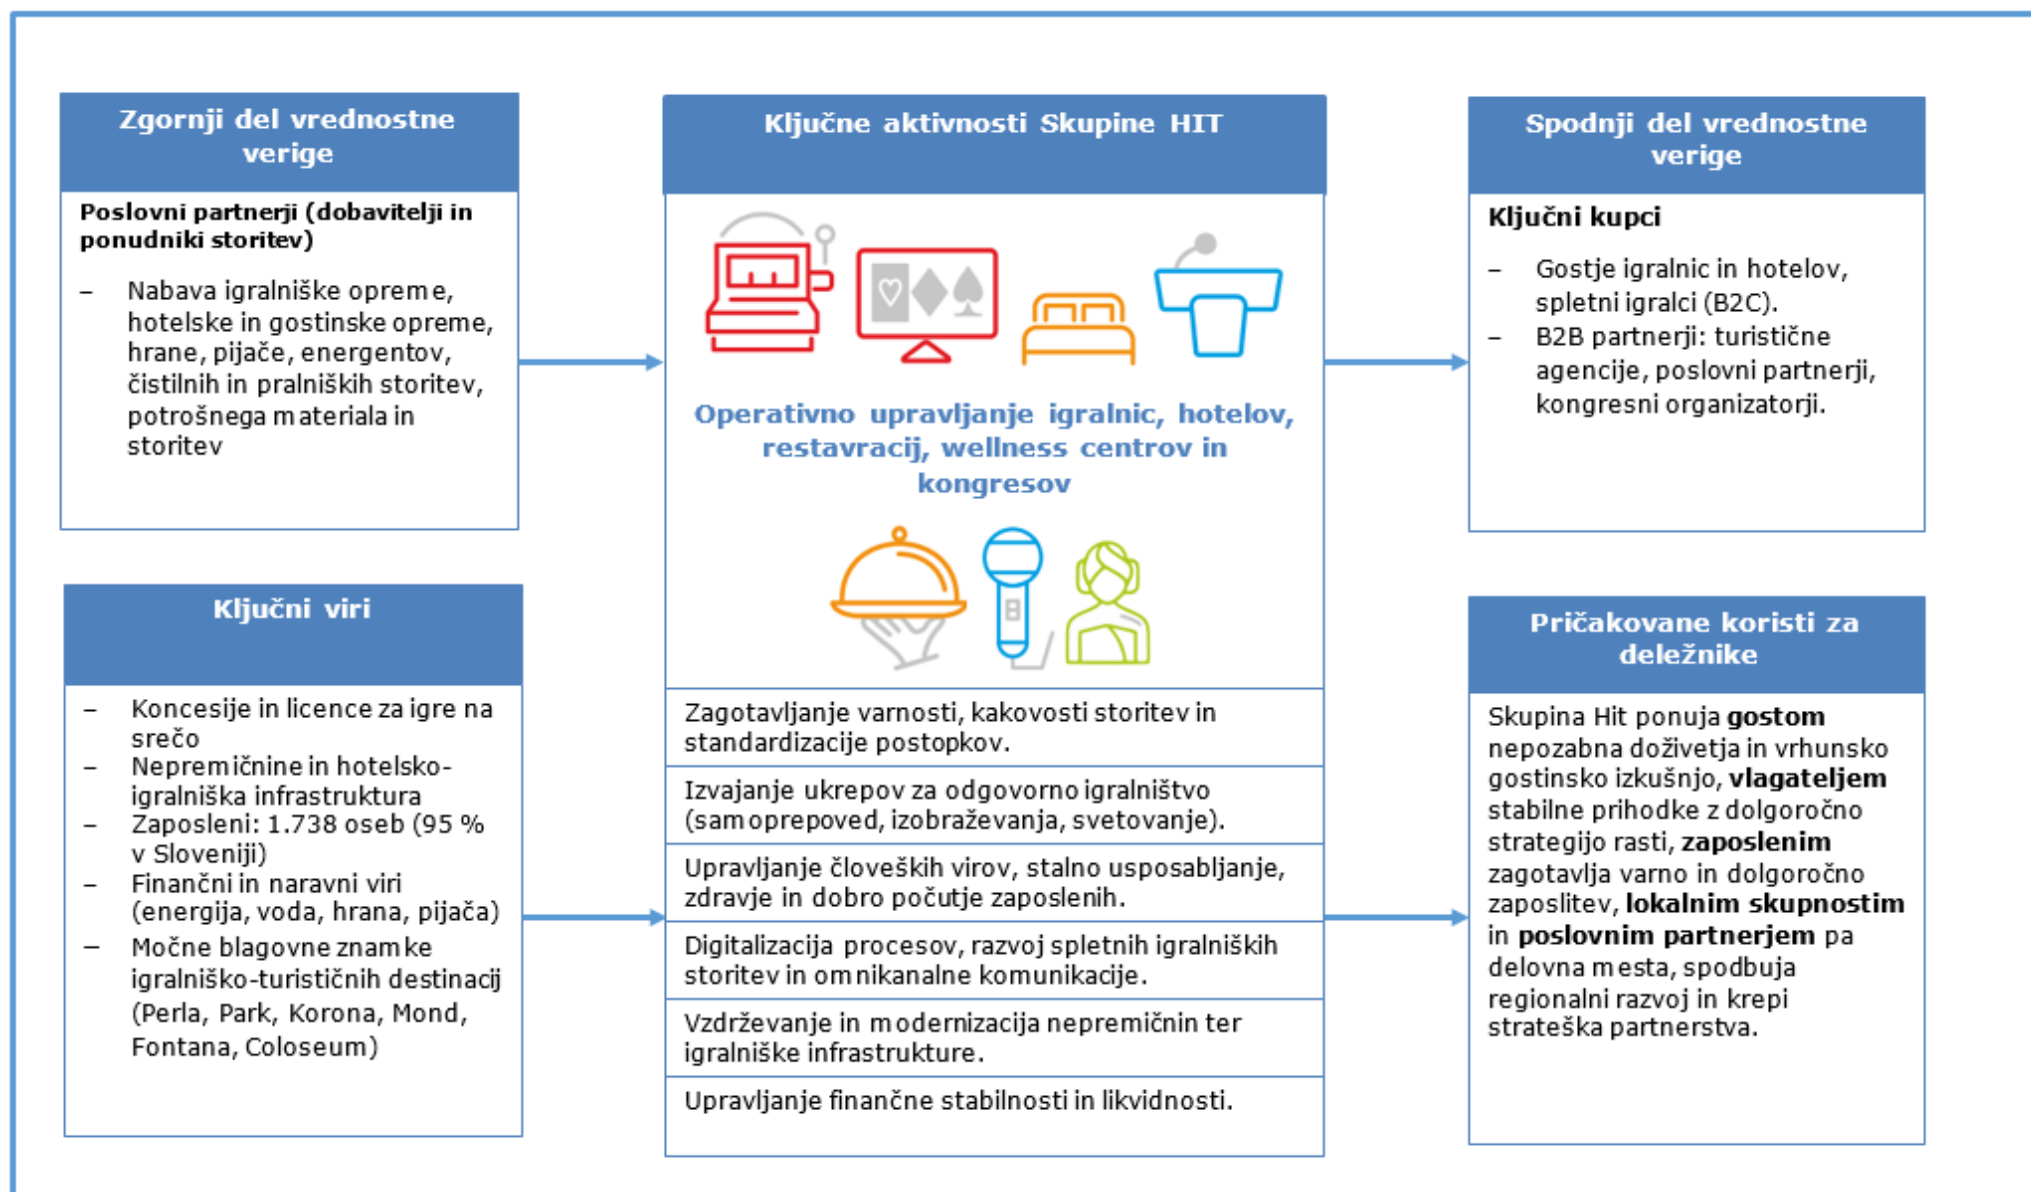 Zgornji del vrednostne
verige
Poslovni partnerji (dobavitelji in
ponudniki storitev)
– Nabava igralniške opreme,
hotelske in gostinske opreme,
hrane, pijače, energentov,
čistilnih in pralniških storitev,
potrošnega materiala in
storitev
Ključni viri
– Koncesije in licence za igre na
srečo
– Nepremičnine in hotelsko-
igralniška infrastruktura
– Zaposleni: 1.738 oseb (95 %
v Sloveniji)
– Finančni in naravni viri
(energija, voda, hrana, pijača)
– Močne blagovne znamke
igralniško-turističnih destinacij
(Perla, Park, Korona, Mond,
Fontana, Coloseum)
Ključne aktivnosti Skupine HIT
Operativno upravljanje igralnic, hotelov,
restavracij, wellness centrov in
kongresov
Zagotavljanje varnosti, kakovosti storitev in
standardizacije postopkov.
Izvajanje ukrepov za odgovorno igralništvo
(samoprepoved, izobraževanja, svetovanje).
Upravljanje človeških virov, stalno usposabljanje,
zdravje in dobro počutje zaposlenih.
Digitalizacija procesov, razvoj spletnih igralniških
storitev in omnikanalne komunikacije.
Vzdrževanje in modernizacija nepremičnin ter
igralniške infrastrukture.
Upravljanje finančne stabilnosti in likvidnosti.
Spodnji del vrednostne
verige
Ključni kupci
– Gostje igralnic in hotelov,
spletni igralci (B2C).
– B2B partnerji: turistične
agencije, poslovni partnerji,
kongresni organizatorji.
Pričakovane koristi za
deležnike
Skupina Hit ponuja gostom
nepozabna doživetja in vrhunsko
gostinsko izkušnjo, vlagateljem
stabilne prihodke z dolgoročno
strategijo rasti, zaposlenim
zagotavlja varno in dolgoročno
zaposlitev, lokalnim skupnostim
in poslovnim partnerjem pa
delovna mesta, spodbuja
regionalni razvoj in krepi
strateška partnerstva.